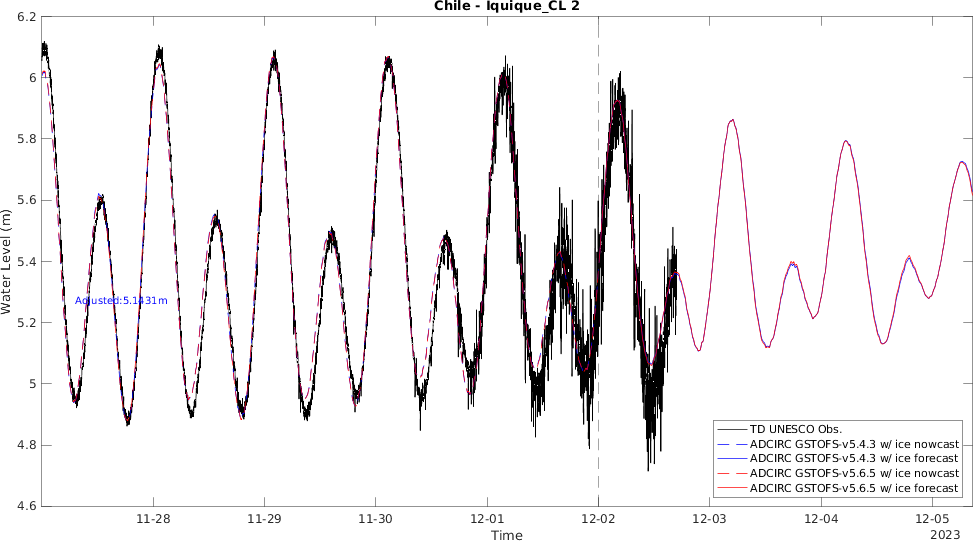 Chile - Iquique_CL 2
6.2
6
5.8
5.6
5.4
5.2
5
4.8
4.6
Water Level (m)
Adjusted:5.1431m
TD UNESCO Obs.
ADCIRC GSTOFS-v5.4.3 w/ ice nowcast
ADCIRC GSTOFS-v5.4.3 w/ ice forecast
ADCIRC GSTOFS-v5.6.5 w/ ice nowcast
ADCIRC GSTOFS-v5.6.5 w/ ice forecast
11-28 11-29 11-30 12-01 12-02 12-03 12-04 12-05
Time
2023